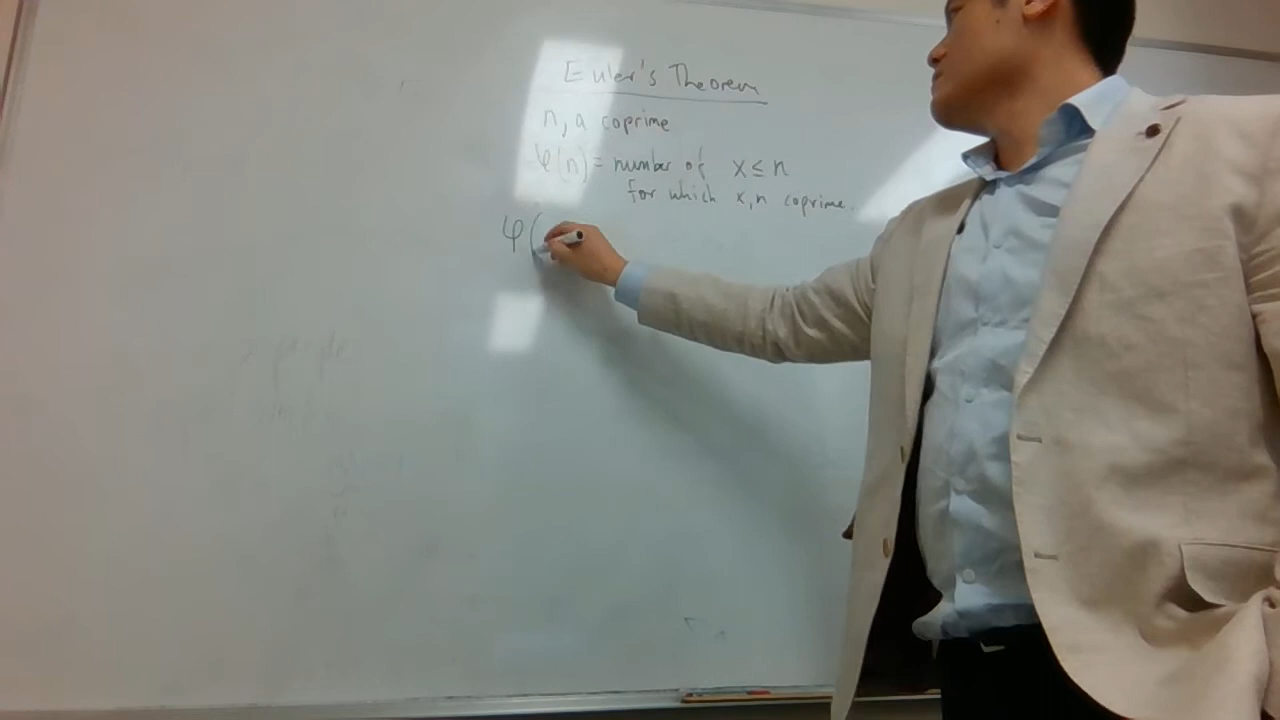 Euler's Theorem
n, a coprime
φ(n) = number of x ≤ n
for which x, n coprime.
φ(